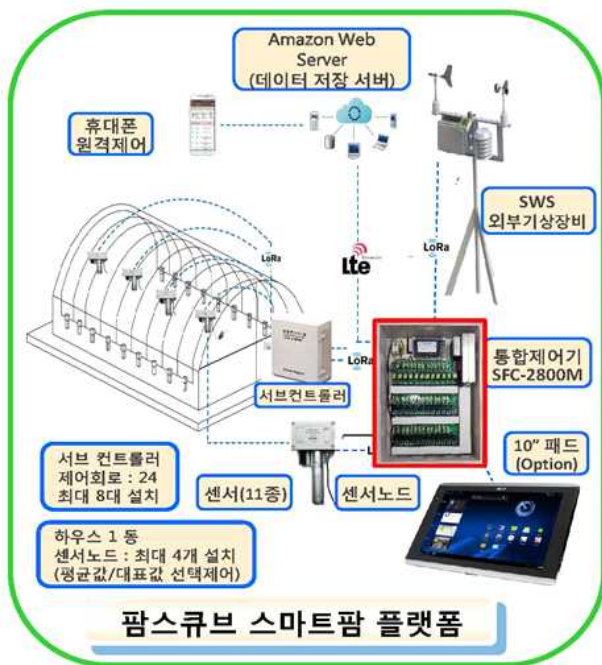 Amazon Web
Server
(데이터 저장 서버)
휴대폰
원격제어
SWS
외부기상장비
LoRa
LoRa
Lte
LoRa
통합제어기
SFC-2800M
서브컨트롤러
10” 패드
(Option)
서브 컨트롤러
제어회로 : 24
최대 8대 설치
센서(11종)
센서노드
하우스 1 동
센서노드 : 최대 4개 설치
(평균값/대표값 선택제어)
팜스큐브 스마트팜 플랫폼